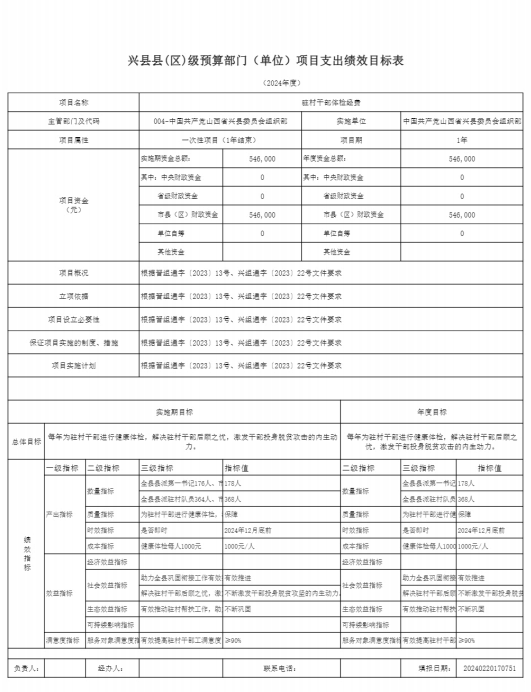 兴县县(区)级预算部门（单位）项目支出绩效目标表
（2024年度）
项目名称 驻村干部体检经费
主管部门及代码 004-中国共产党山西省兴县委员会组织部 实施单位 中国共产党山西省兴县委员会组织部
项目属性 一次性项目（1年结束） 项目期 1年
项目资金
（元）
实施期资金总额： 546,000 年度资金总额： 546,000
其中：中央财政资金 0 其中：中央财政资金 0
省级财政资金 0 省级财政资金 0
市县（区）财政资金 546,000 市县（区）财政资金 546,000
单位自筹 0 单位自筹 0
其他资金 其他资金
项目概况 根据晋组通字〔2023〕13号、兴组通字〔2023〕22号文件要求
立项依据 根据晋组通字〔2023〕13号、兴组通字〔2023〕22号文件要求
项目设立必要性 根据晋组通字〔2023〕13号、兴组通字〔2023〕22号文件要求
保证项目实施的制度、措施 根据晋组通字〔2023〕13号、兴组通字〔2023〕22号文件要求
项目实施计划 根据晋组通字〔2023〕13号、兴组通字〔2023〕22号文件要求
实施期目标 年度目标
总体目标
每年为驻村干部进行健康体检，解决驻村干部后顾之忧，激发干部投身脱贫攻击的内生动
力。
每年为驻村干部进行健康体检，解决驻村干部后顾之
忧，激发干部投身脱贫攻击的内生动力。
绩效指标
一级指标 二级指标 三级指标 指标值 二级指标 三级指标 指标值
产出指标
数量指标 全县县派第一书记176人、市 178人 数量指标 全县县派第一书记 178人
全县县派驻村队员364人、市 368人 全县县派驻村队员 368人
质量指标 为驻村干部进行健康体检， 保障 质量指标 为驻村干部进行健 保障
时效指标 是否即时 2024年12月底前 时效指标 是否即时 2024年12月底前
成本指标 健康体检每人1000元 1000元/人 成本指标 健康体检每人1000 1000元/人
效益指标
经济效益指标 经济效益指标
社会效益指标 助力全县巩固衔接工作有效 有效推进 社会效益指标 助力全县巩固衔接 有效推进
解决驻村干部后顾之忧，激 不断激发干部投身脱贫攻坚的内生动力。 解决驻村干部后顾 不断激发干部投身脱贫攻坚的内生动力。
生态效益指标 有效推动驻村帮扶工作，助 不断巩固 生态效益指标 有效推动驻村帮扶 不断巩固
可持续影响指标 可持续影响指标
满意度指标 服务对象满意度指 有效提高驻村干部工满意度 ≥90% 服务对象满意度指标 有效提高驻村干部 ≥90%
负责人： 经办人： 联系电话： 填报日期： 20240220170751